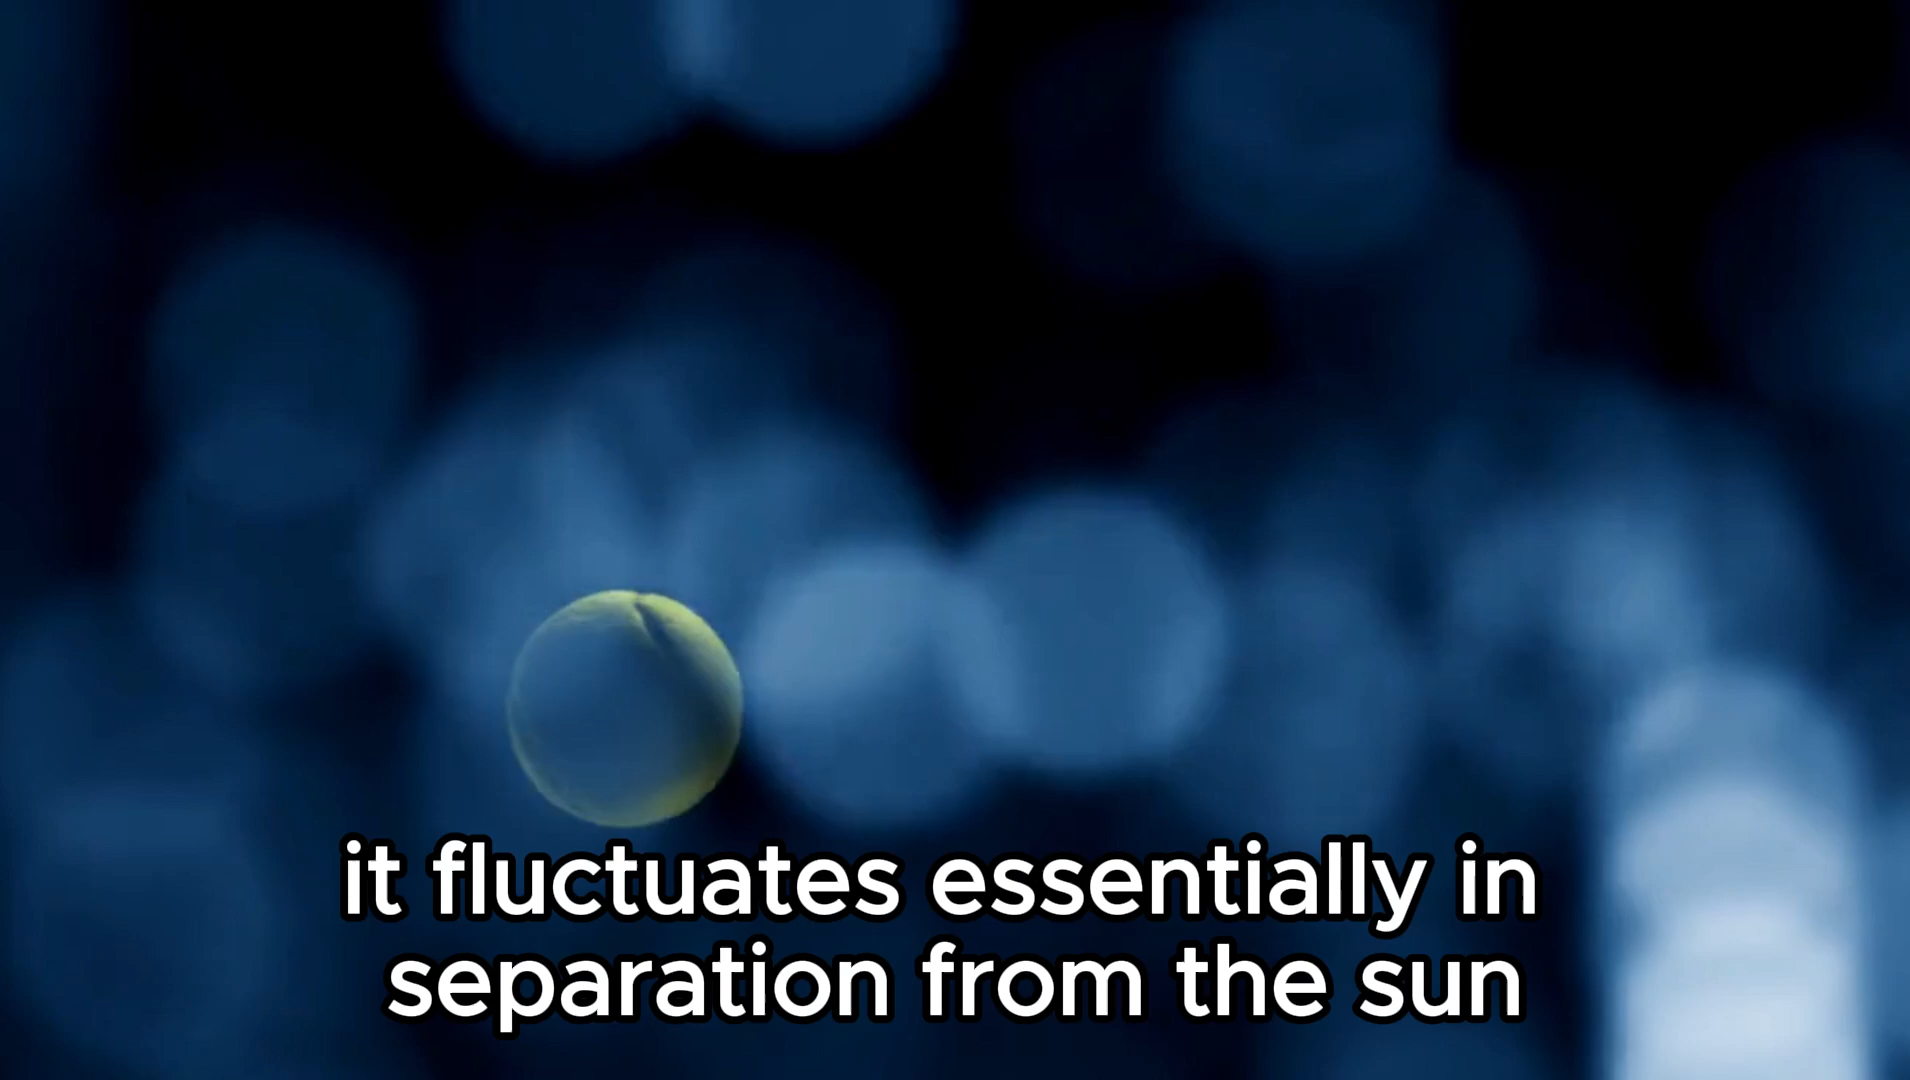 it fluctuates essentially in
separation from the sun